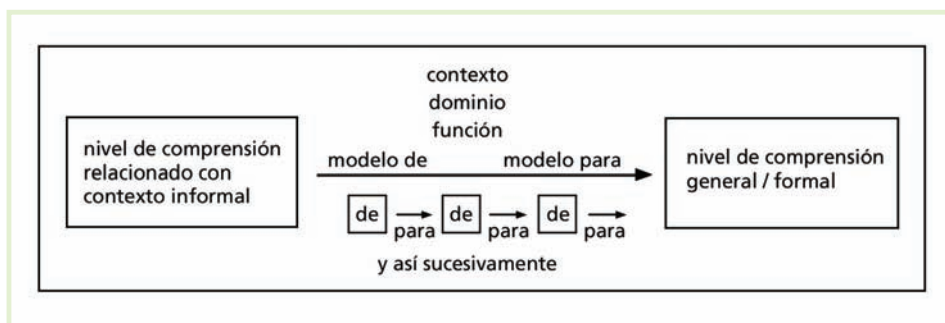 contexto
dominio
función
nivel de comprensión
relacionado con
contexto informal
modelo de modelo para
nivel de comprensión
general / formal
de de de
para para para
y así sucesivamente